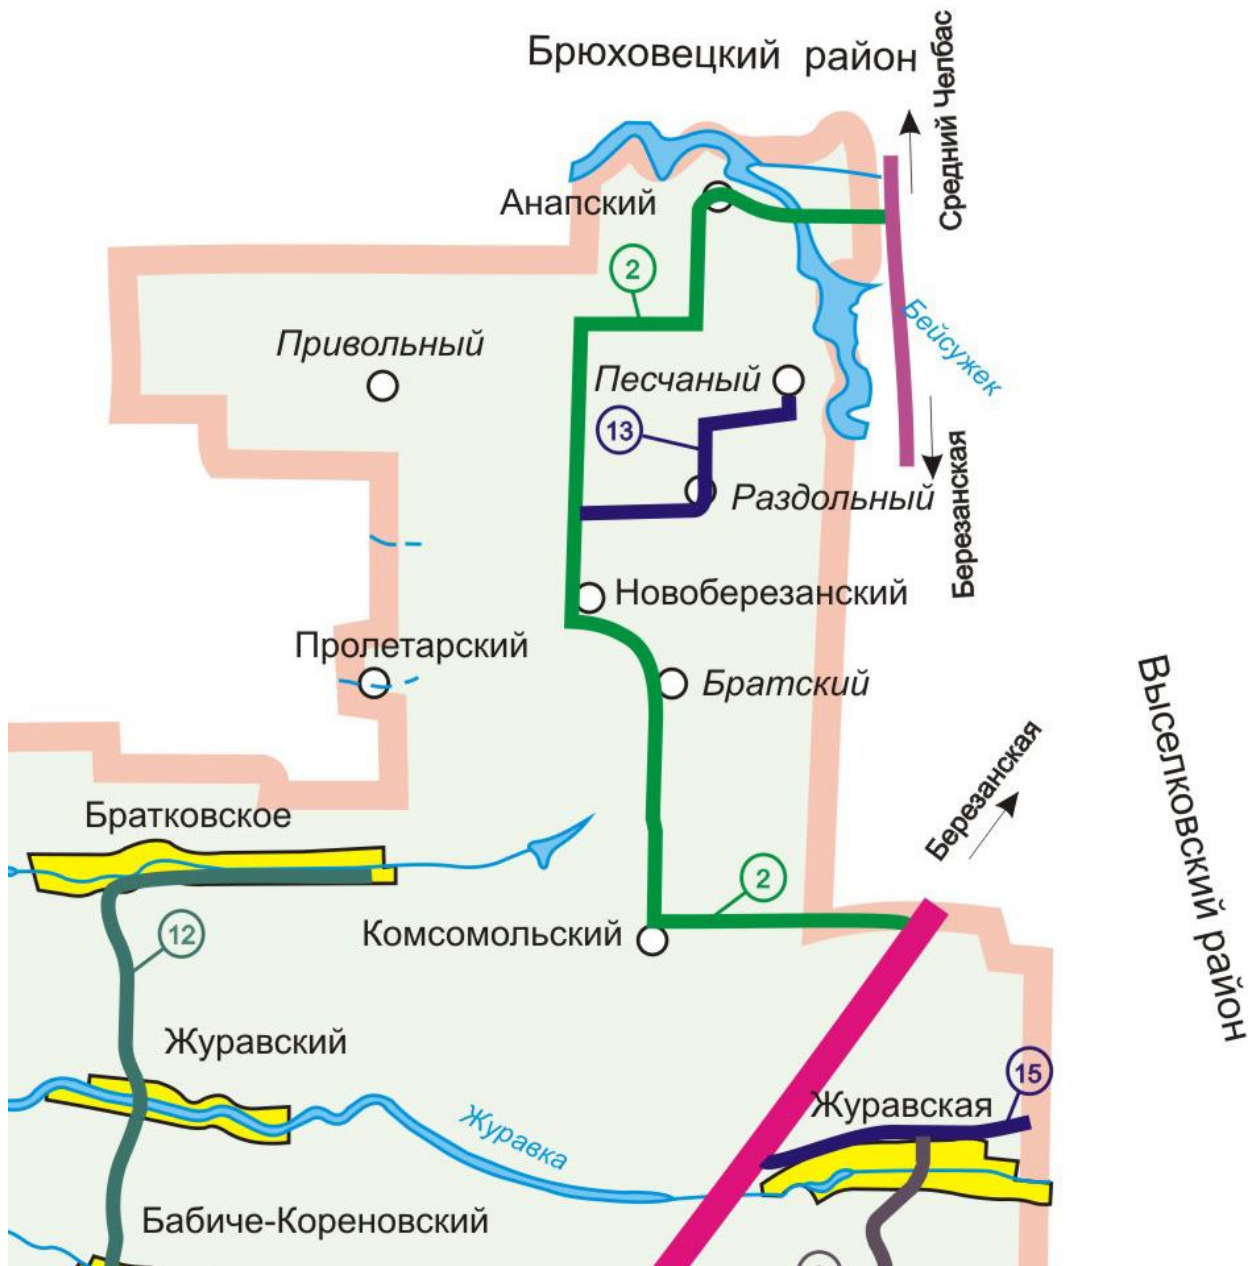 Брюховецкий район
Средний Челбас
Анапский
2
Бейсужек
Привольный
Песчаный
13
Раздольный
Березанская
Новоберезанский
Пролетарский
Братский
Выселковский район
Березанская
Братковское
2
12
Комсомольский
Журавский
15
Журавская
Журавка
Бабиче-Кореновский